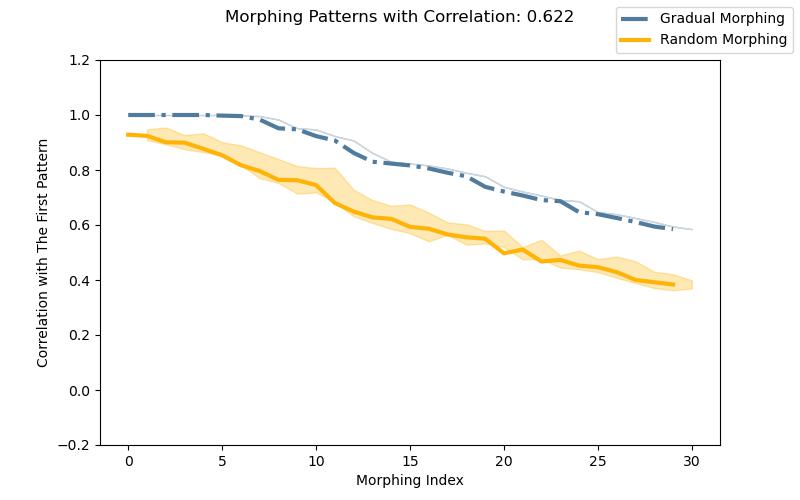 Morphing Patterns with Correlation: 0.622
Gradual Morphing
Random Morphing
1.2
1.0
0.8
0.6
0.4
0.2
0.0
−0.2
Correlation with The First Pattern
0 5 10 15 20 25 30
Morphing Index